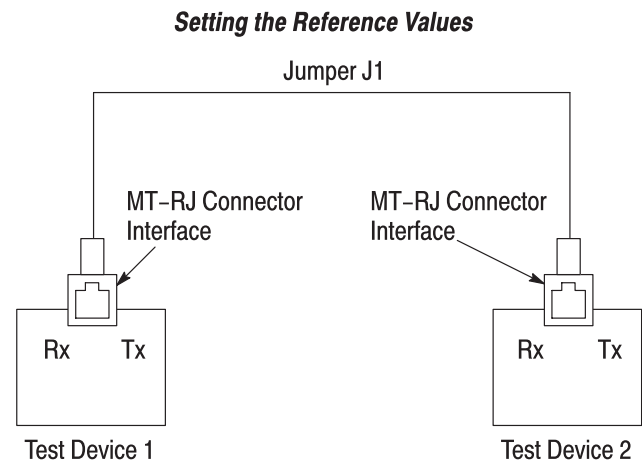 Setting the Reference Values
Jumper J1
MT-RJ Connector
Interface
MT-RJ Connector
Interface
Rx Tx
Rx Tx
Test Device 1
Test Device 2